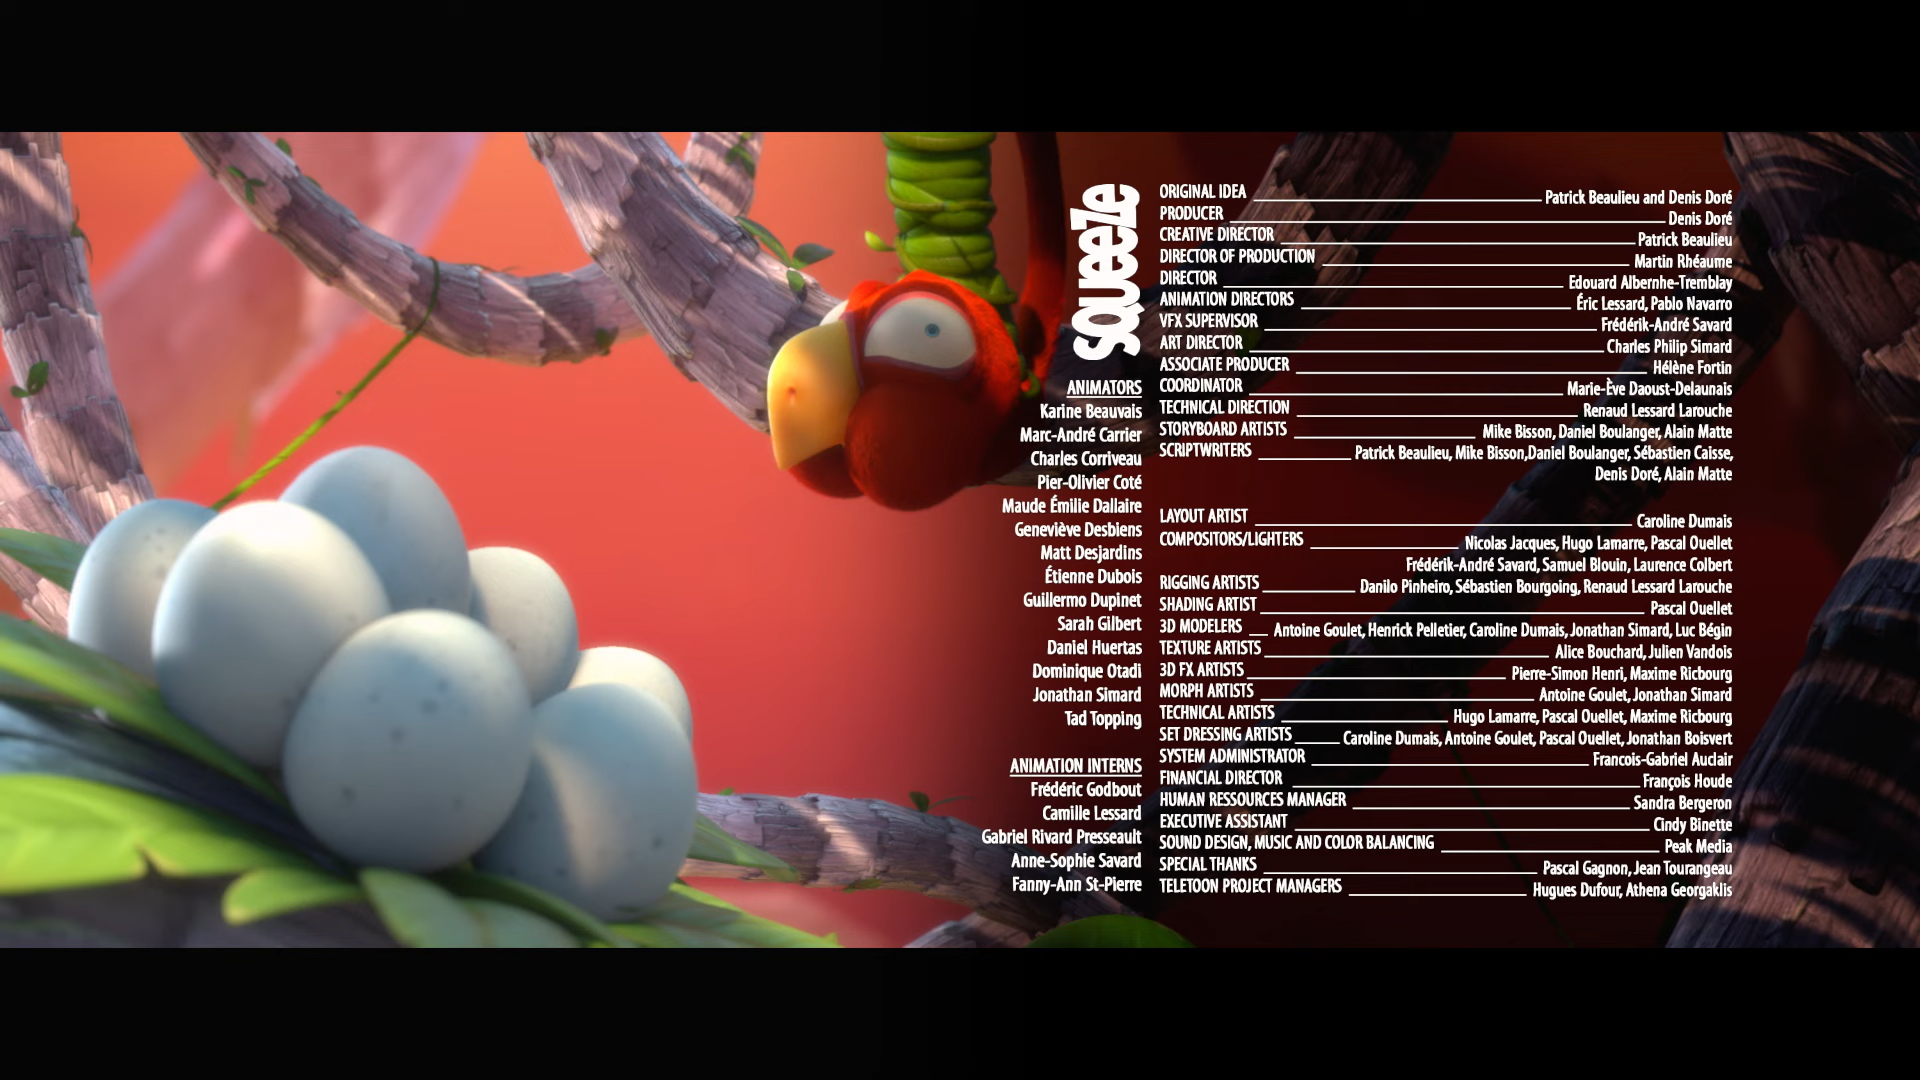 squeeze
ANIMATORS
Karine Beauvais
Marc-André Carrier
Charles Corriveau
Pier-Olivier Coté
Maude Émilie Dallaire
Geneviève Desbiens
Matt Desjardins
Étienne Dubois
Guillermo Dupinet
Sarah Gilbert
Daniel Huertas
Dominique Otadi
Jonathan Simard
Tad Topping
ANIMATION INTERNS
Frédéric Godbout
Camille Lessard
Gabriel Rivard Presseault
Anne-Sophie Savard
Fanny-Ann St-Pierre
ORIGINAL IDEA Patrick Beaulieu and Denis Doré
PRODUCER Denis Doré
CREATIVE DIRECTOR Patrick Beaulieu
DIRECTOR OF PRODUCTION Martin Rhéaume
DIRECTOR Edouard Albernhe-Tremblay
ANIMATION DIRECTORS Éric Lessard, Pablo Navarro
VFX SUPERVISOR Frédérik-André Savard
ART DIRECTOR Charles Philip Simard
ASSOCIATE PRODUCER Hélène Fortin
COORDINATOR Marie-Ève Daoust-Delaunais
TECHNICAL DIRECTION Renaud Lessard Larouche
STORYBOARD ARTISTS Mike Bisson, Daniel Boulanger, Alain Matte
SCRIPTWRITERS Patrick Beaulieu, Mike Bisson,Daniel Boulanger, Sébastien Caisse,
Denis Doré, Alain Matte
LAYOUT ARTIST Caroline Dumais
COMPOSITORS/LIGHTERS Nicolas Jacques, Hugo Lamarre, Pascal Ouellet
Frédérik-André Savard, Samuel Blouin, Laurence Colbert
RIGGING ARTISTS Danilo Pinheiro, Sébastien Bourgoing, Renaud Lessard Larouche
SHADING ARTIST Pascal Ouellet
3D MODELERS Antoine Goulet, Henrick Pelletier, Caroline Dumais, Jonathan Simard, Luc Bégin
TEXTURE ARTISTS Alice Bouchard, Julien Vandois
3D FX ARTISTS Pierre-Simon Henri, Maxime Ricbourg
MORPH ARTISTS Antoine Goulet, Jonathan Simard
TECHNICAL ARTISTS Hugo Lamarre, Pascal Ouellet, Maxime Ricbourg
SET DRESSING ARTISTS Caroline Dumais, Antoine Goulet, Pascal Ouellet, Jonathan Boisvert
SYSTEM ADMINISTRATOR Francois-Gabriel Auclair
FINANCIAL DIRECTOR François Houde
HUMAN RESSOURCES MANAGER Sandra Bergeron
EXECUTIVE ASSISTANT Cindy Binette
SOUND DESIGN, MUSIC AND COLOR BALANCING Peak Media
SPECIAL THANKS Pascal Gagnon, Jean Tourangeau
TELETOON PROJECT MANAGERS Hugues Dufour, Athena Georgaklis